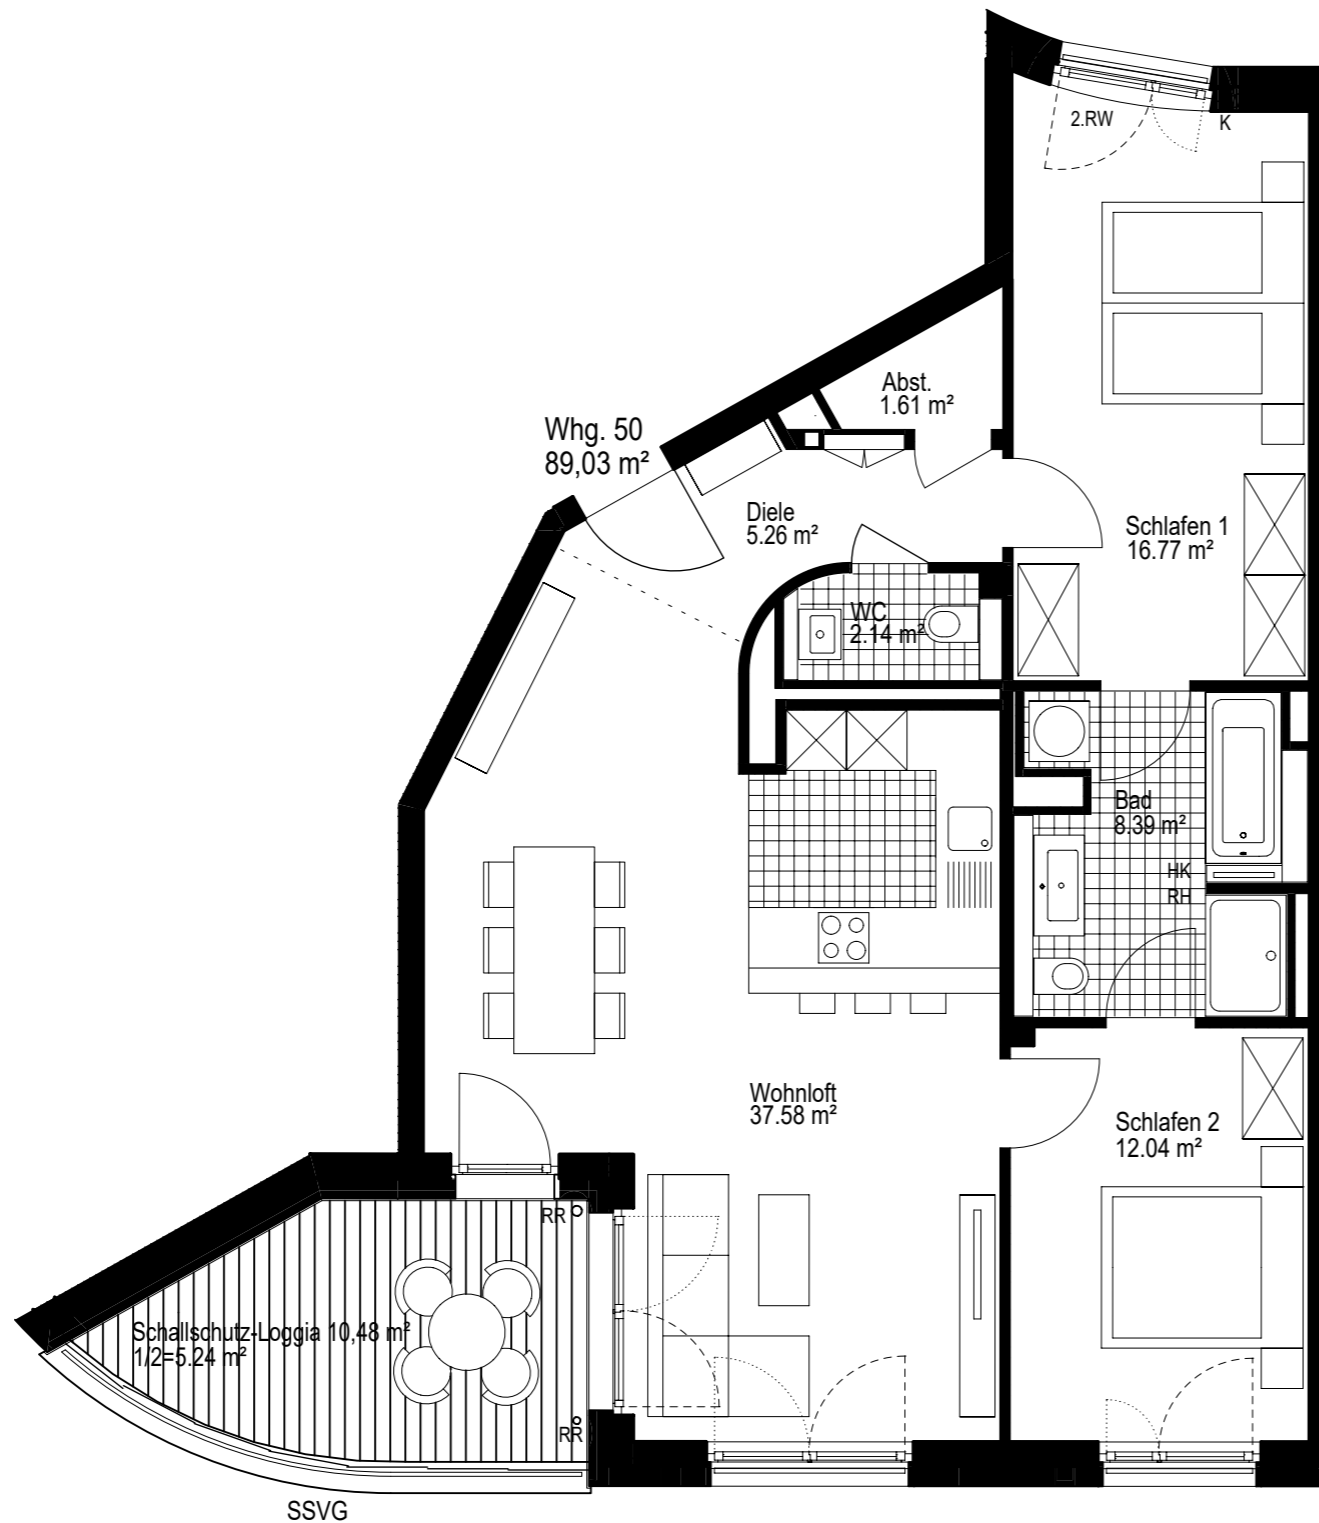 2.RW
K
Abst.
1.61 m²
Whg. 50
89,03 m²
Diele
5.26 m²
Schlafen 1
16.77 m²
WC
2.14 m²
Bad
8.39 m²
HK
RH
Wohnloft
37.58 m²
Schlafen 2
12.04 m²
RR
Schallschutz-Loggia 10,48 m²
1/2=5.24 m²
RR
SSVG